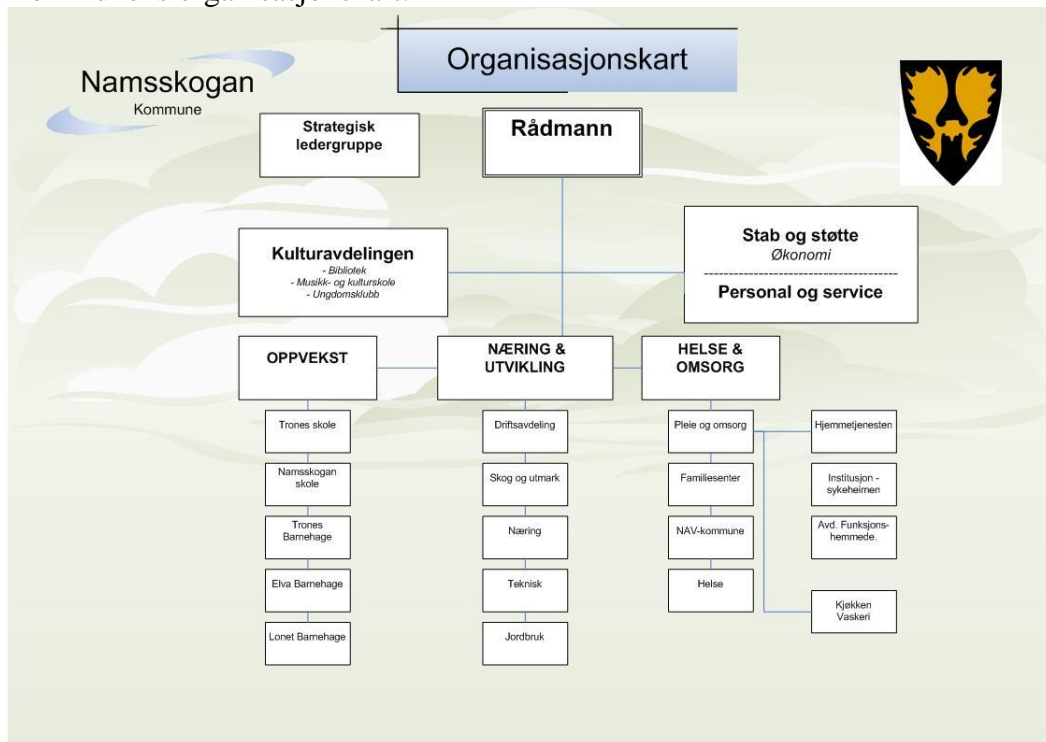 organisasjonskart.
Organisasjonskart
Namsskogan
Kommune
Strategisk
ledergruppe
Rådmann
Kulturavdelingen
- Bibliotek
- Musikk- og kulturskole
- Ungdomsklubb
Stab og støtte
Økonomi
Personal og service
OPPVEKST
NÆRING &
UTVIKLING
HELSE &
OMSORG
Trones skole
Namsskogan
skole
Trones
Barnehage
Elva Barnehage
Lonet Barnehage
Driftsavdeling
Skog og utmark
Næring
Teknisk
Jordbruk
Pleie og omsorg
Familiesenter
NAV-kommune
Helse
Hjemmetjenesten
Institusjon -
sykeheimen
Avd. Funksjons-
hemmede.
Kjøkken
Vaskeri